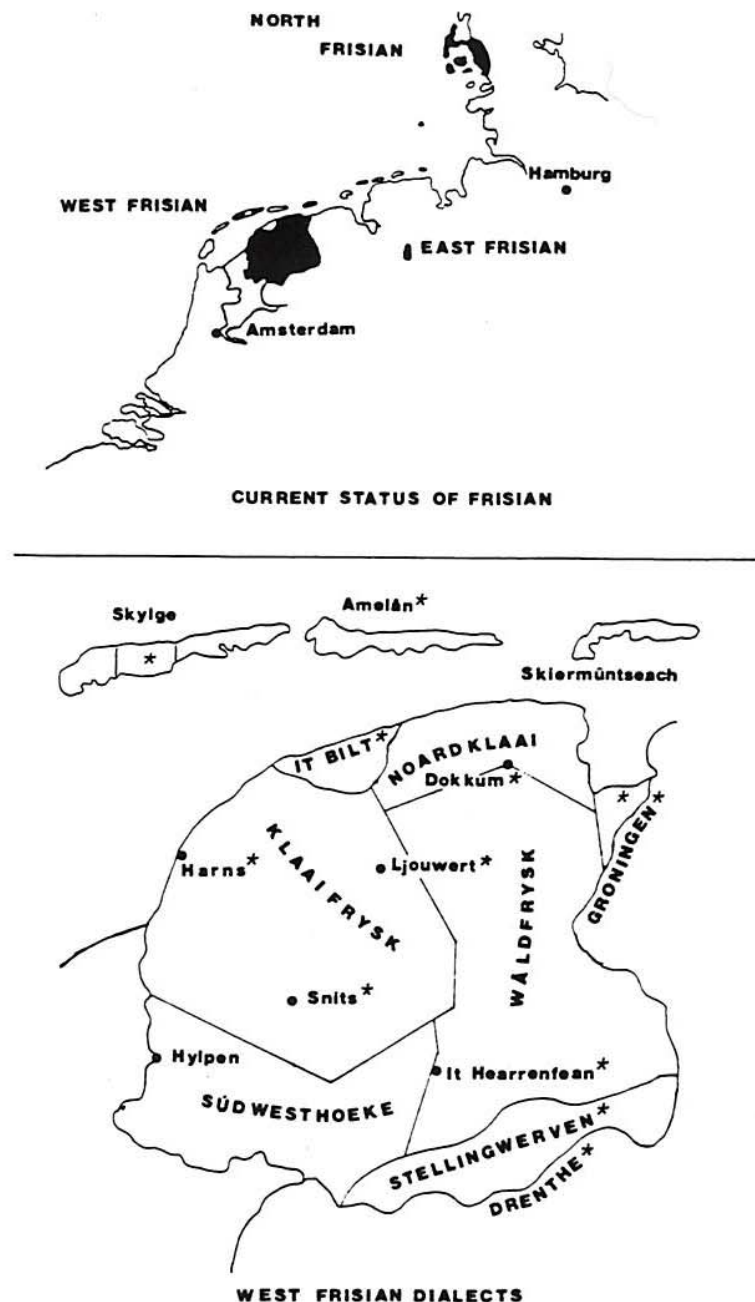 NORTH
FRISIAN
Hamburg
WEST FRISIAN
EAST FRISIAN
Amsterdam
CURRENT STATUS OF FRISIAN
Skylge
*
Amelân*
Skiermûntseach
IT BILT*
NOARDKLAAI
Dokkum*
*
GRONINGEN*
Harns*
KLAAIFRYSK
Ljouwert*
WÂLDFRYSK
Snits*
Hylpen
It Hearrenfean*
SÚDWESTHOEKE
STELLINGWERVEN*
DRENTHE*
WEST FRISIAN DIALECTS